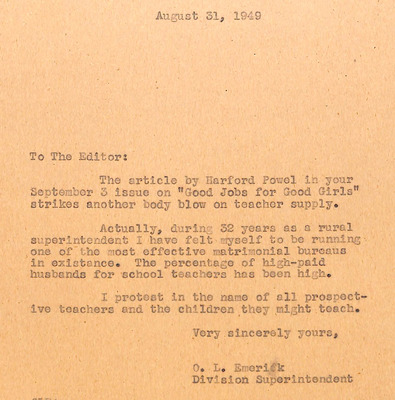 August 31, 1949
To The Editor:
The article by Harford Powel in your
September 3 issue on "Good Jobs for Good Girls"
strikes another body blow on teacher supply.
Actually, during 32 years as a rural
superintendent I have felt myself to be running
one of the most effective matrimonial bureaus
in existance. The percentage of high-paid
husbands for school teachers has been high.
I protest in the name of all prospect-
ive teachers and the children they might teach.
Very sincerely yours,
O. L. Emerick
Division Superintendent